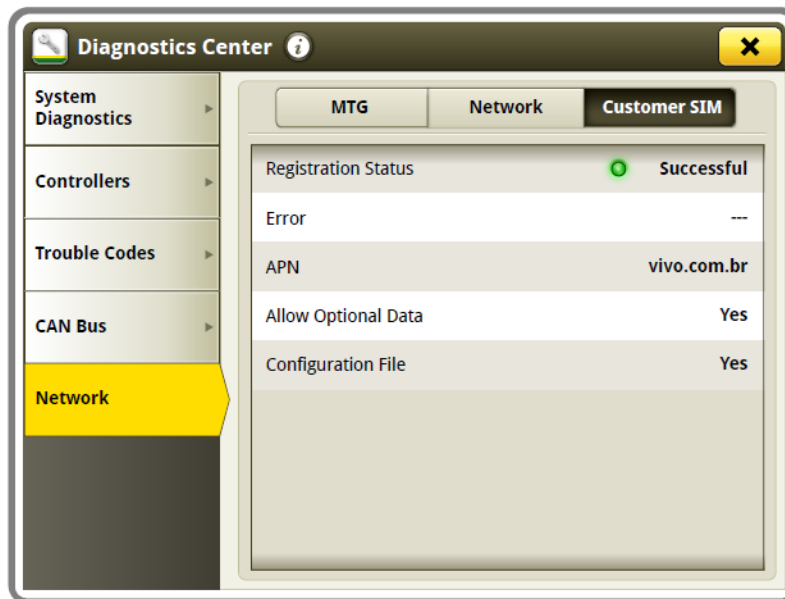 Diagnostics Center
System
Diagnostics
Controllers
Trouble Codes
CAN Bus
Network
MTG
Network
Customer SIM
Registration Status
Successful
Error
---
APN
vivo.com.br
Allow Optional Data
Yes
Configuration File
Yes